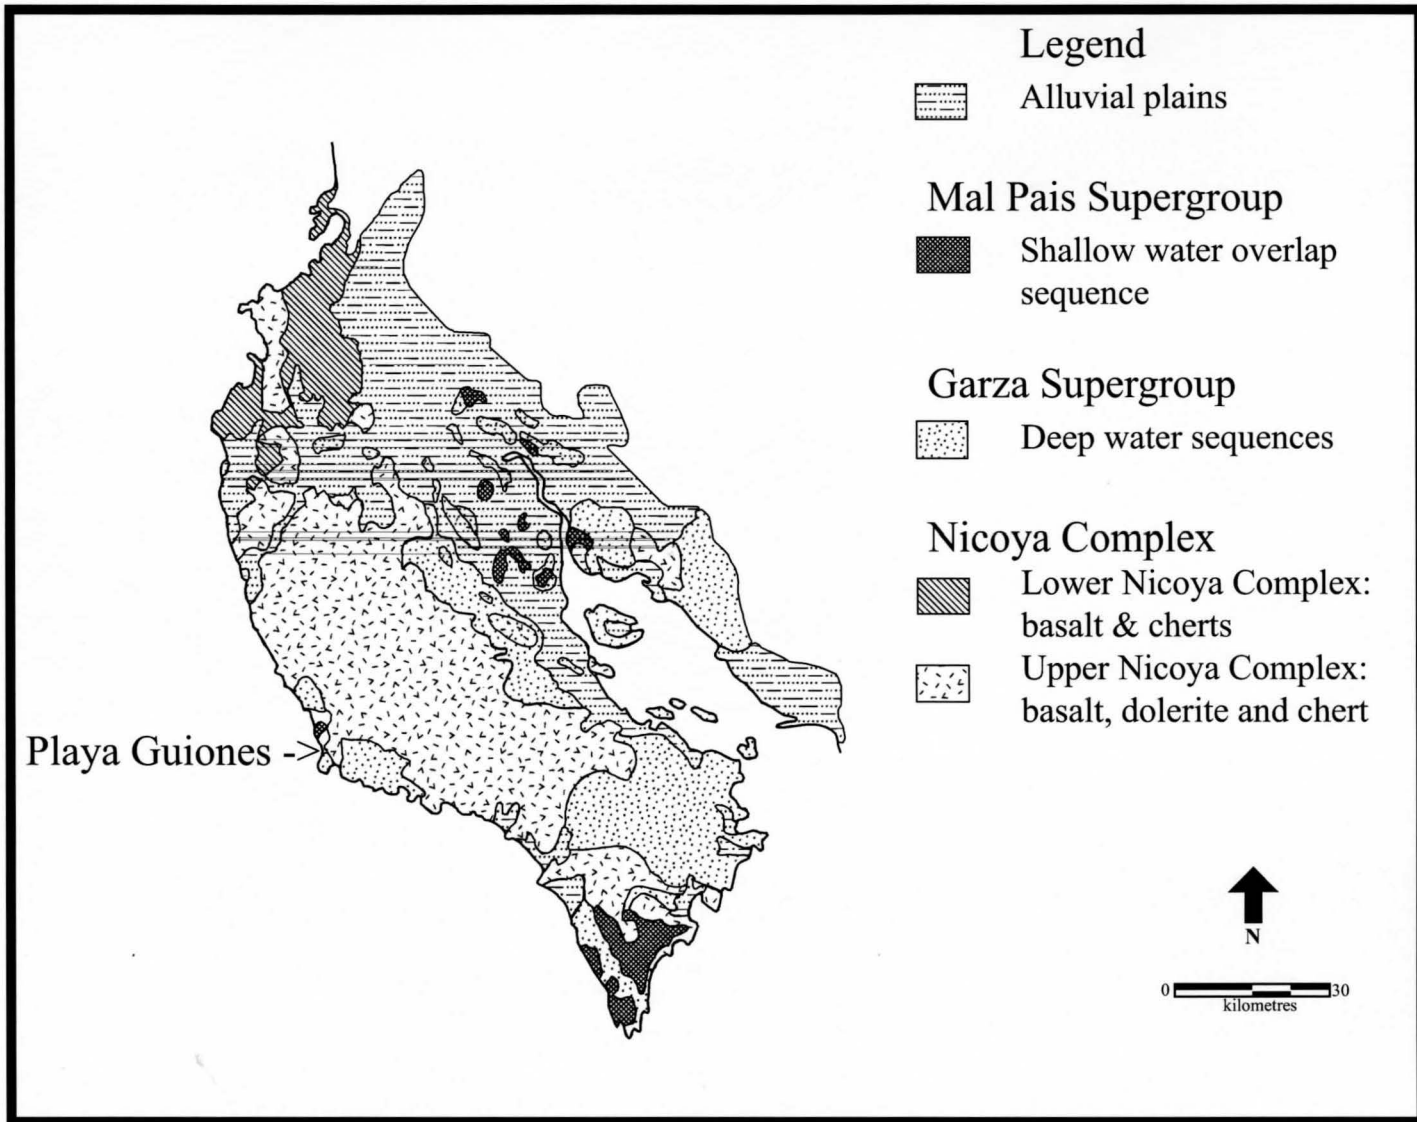 Legend
Alluvial plains
Mal Pais Supergroup
Shallow water overlap
sequence
Garza Supergroup
Deep water sequences
Nicoya Complex
Lower Nicoya Complex:
basalt & cherts
Upper Nicoya Complex:
basalt, dolerite and chert
Playa Guiones ->
N
0 30
kilometres